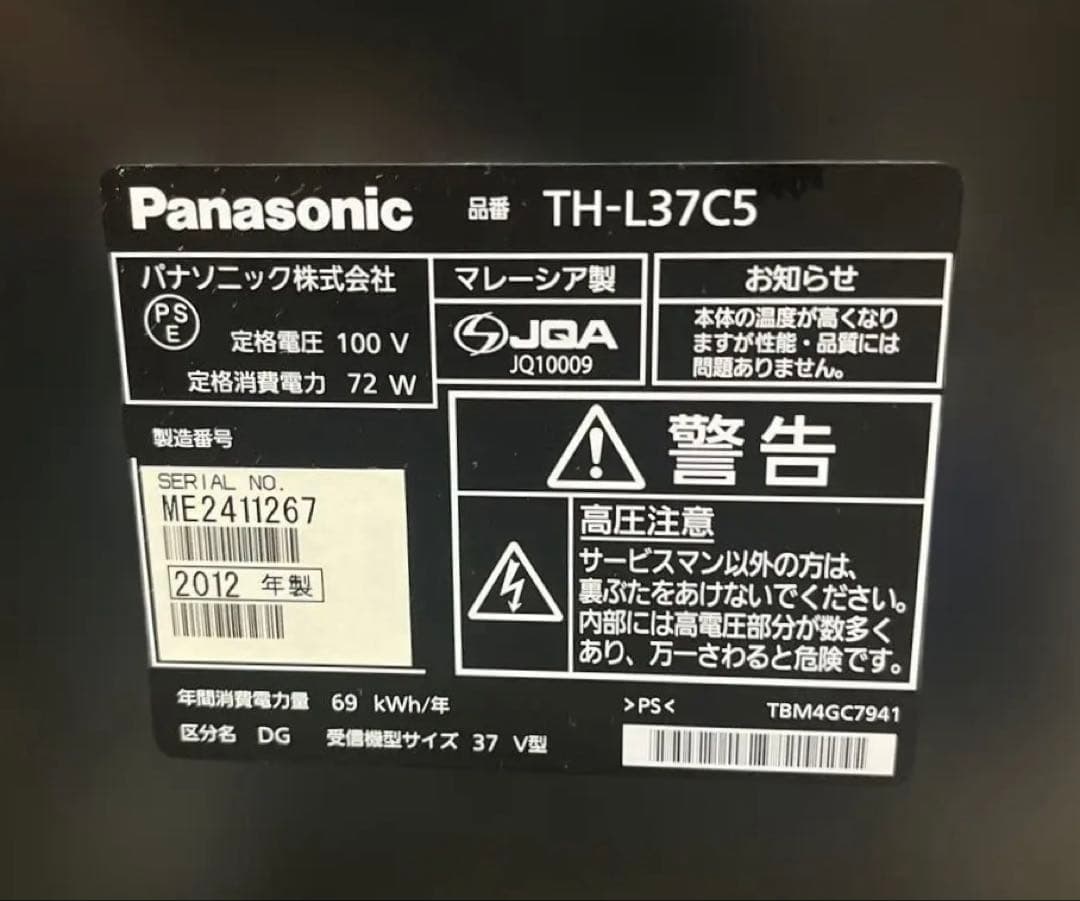 Panasonic 品番 TH-L37C5
パナソニック株式会社
PSE
定格電圧 100 V
定格消費電力 72 W
マレーシア製
JQA
JQ10009
お知らせ
本体の温度が高くなり
ますが性能・品質には
問題ありません。
製造番号
SERIAL NO.
ME2411267
2012 年製
警告
高圧注意
サービスマン以外の方は、
裏ぶたをあけないでください。
内部には高電圧部分が数多く
あり、万一さわると危険です。
年間消費電力量 69 kWh/年
区分名 DG 受信機型サイズ 37 V型
>PS<
TBM4GC7941